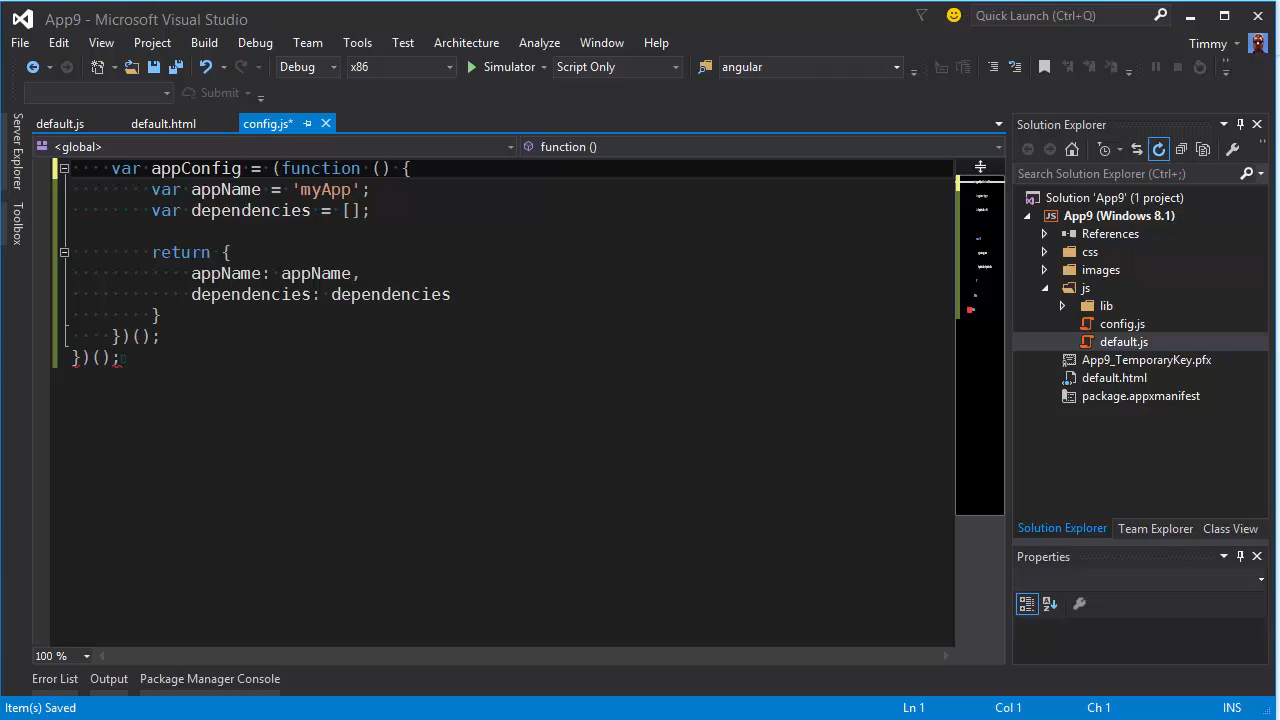 App9 - Microsoft Visual Studio
Quick Launch (Ctrl+Q)
File Edit View Project Build Debug Team Tools Test Architecture Analyze Window Help
Timmy
Debug x86 Simulator Script Only angular
Submit
default.js default.html config.js*
<global> function ()
var appConfig = (function () {
var appName = 'myApp';
var dependencies = [];
return {
appName: appName,
dependencies: dependencies
}
})();
})();
Server Explorer
Toolbox
Solution Explorer
Search Solution Explorer (Ctrl+;)
Solution 'App9' (1 project)
JS App9 (Windows 8.1)
References
css
images
js
lib
config.js
default.js
App9_TemporaryKey.pfx
default.html
package.appxmanifest
Solution Explorer Team Explorer Class View
Properties
100 %
Error List Output Package Manager Console
Item(s) Saved Ln 1 Col 1 Ch 1 INS